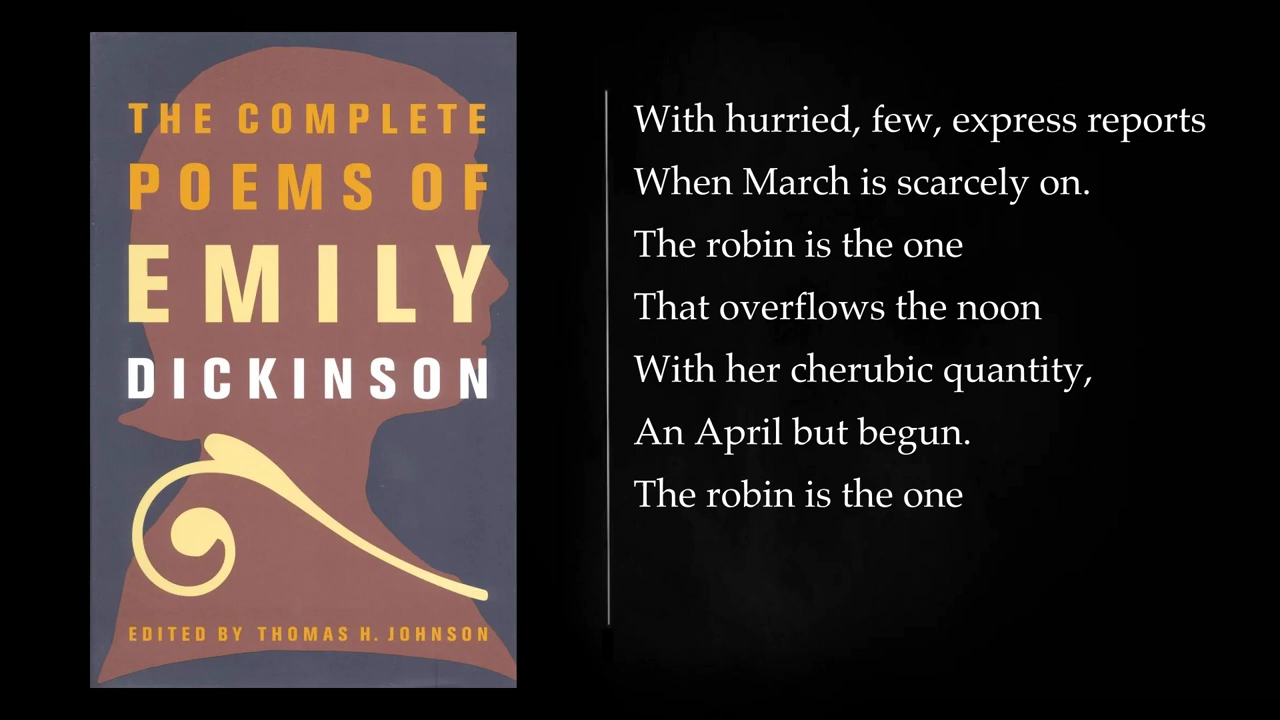 THE COMPLETE
POEMS OF
EMILY
DICKINSON
EDITED BY THOMAS H. JOHNSON
With hurried, few, express reports
When March is scarcely on.
The robin is the one
That overflows the noon
With her cherubic quantity,
An April but begun.
The robin is the one